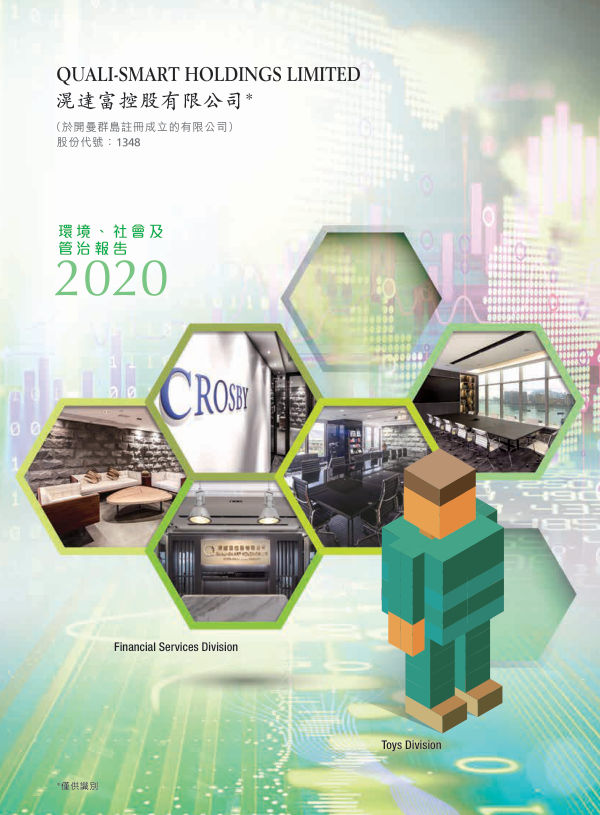 QUALI-SMART HOLDINGS LIMITED
滉達富控股有限公司*
（於開曼群島註冊成立的有限公司）
股份代號：1348
環境、社會及
管治報告
2020
CROSBY
Financial Services Division
Toys Division
*僅供識別